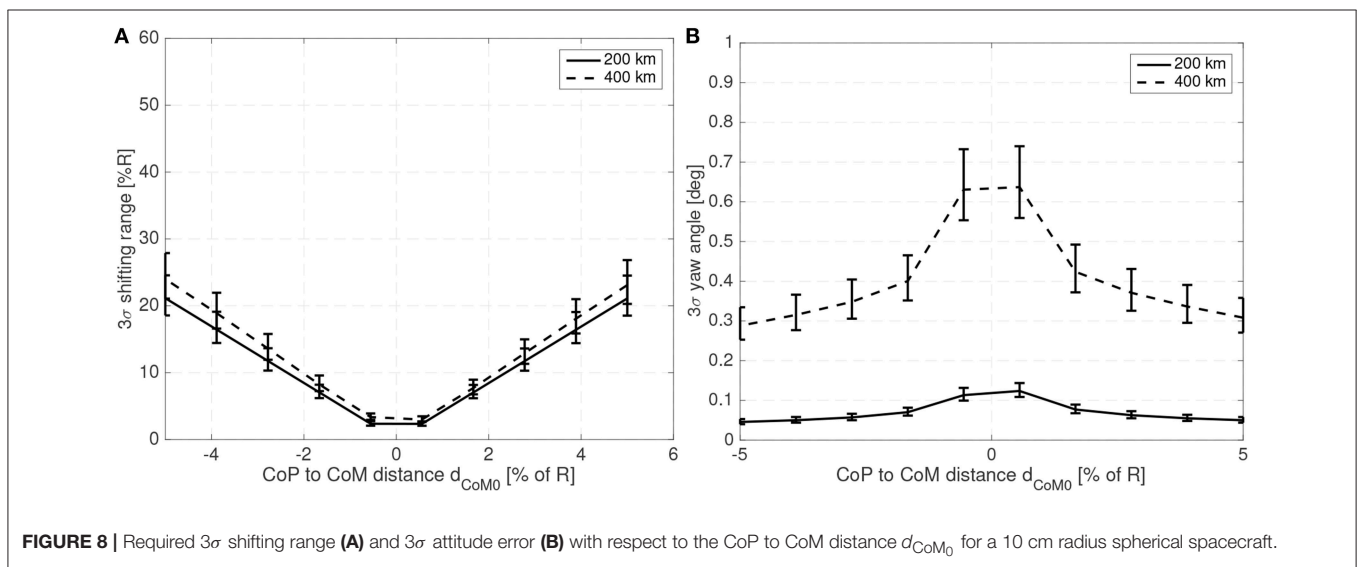 A
60
50
40
30
20
10
0
3σ shifting range [%R]
-4
-2
0
2
4
6
CoP to CoM distance d_CoM0 [% of R]
200 km
400 km
B
1
0.9
0.8
0.7
0.6
0.5
0.4
0.3
0.2
0.1
0
3σ yaw angle [deg]
-5
0
5
CoP to CoM distance d_CoM0 [% of R]
200 km
400 km
FIGURE 8 | Required 3σ shifting range (A) and 3σ attitude error (B) with respect to the CoP to CoM distance d_CoM0 for a 10 cm radius spherical spacecraft.